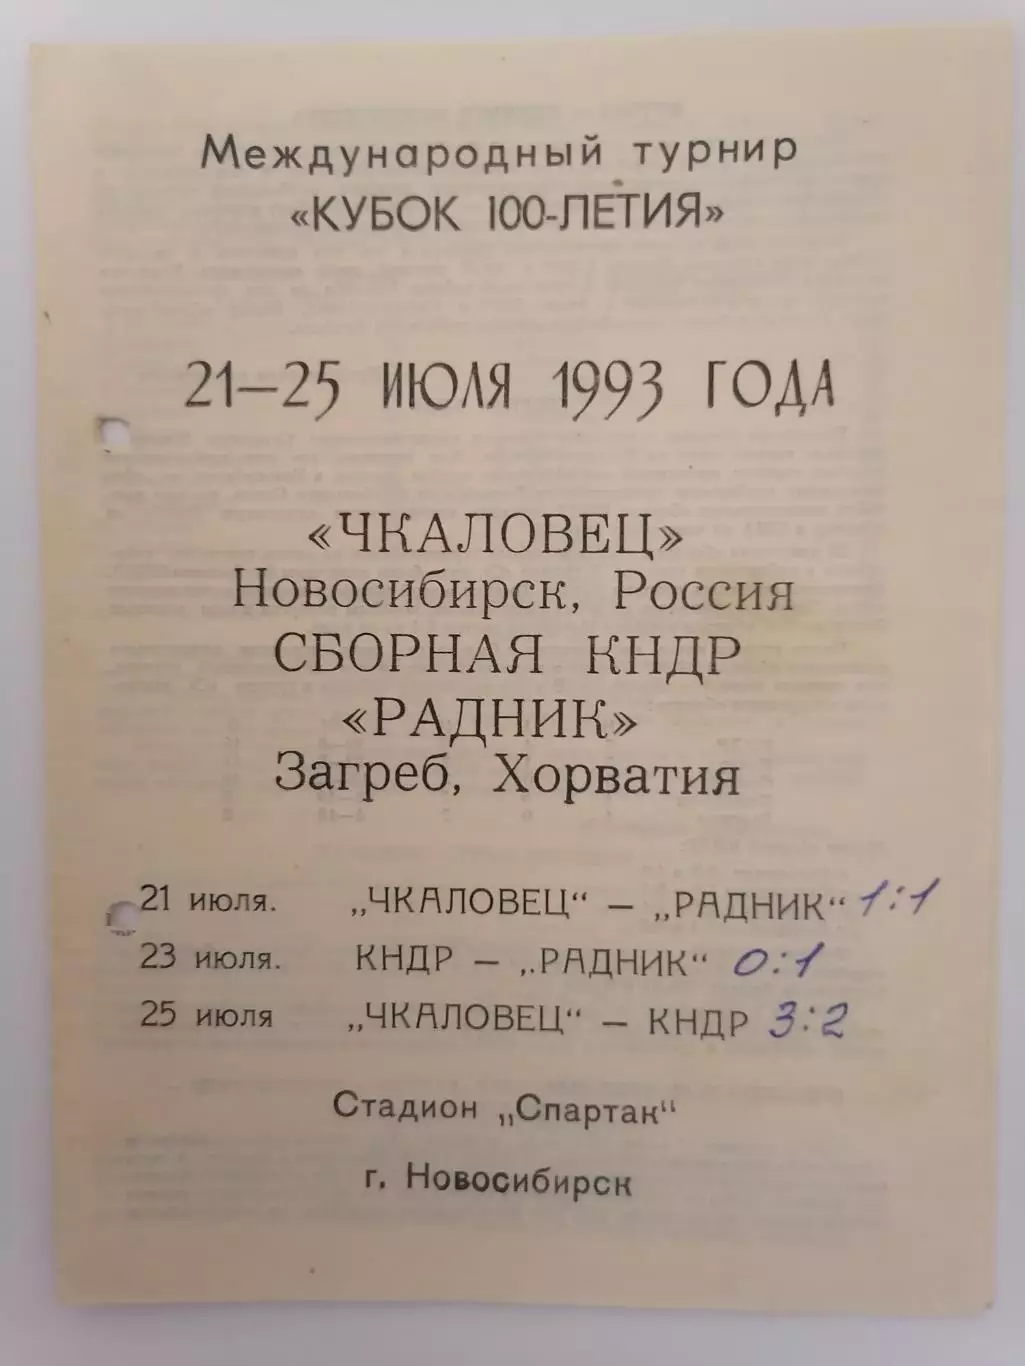 Международный турнир
«КУБОК 100-ЛЕТИЯ»
21—25 ИЮЛЯ 1993 ГОДА
«ЧКАЛОВЕЦ»
Новосибирск, Россия
СБОРНАЯ КНДР
«РАДНИК»
Загреб, Хорватия
21 июля. „ЧКАЛОВЕЦ“ — „РАДНИК“ 1:1
23 июля. КНДР — „РАДНИК“ 0:1
25 июля „ЧКАЛОВЕЦ“ — КНДР 3:2
Стадион „Спартак“
г. Новосибирск